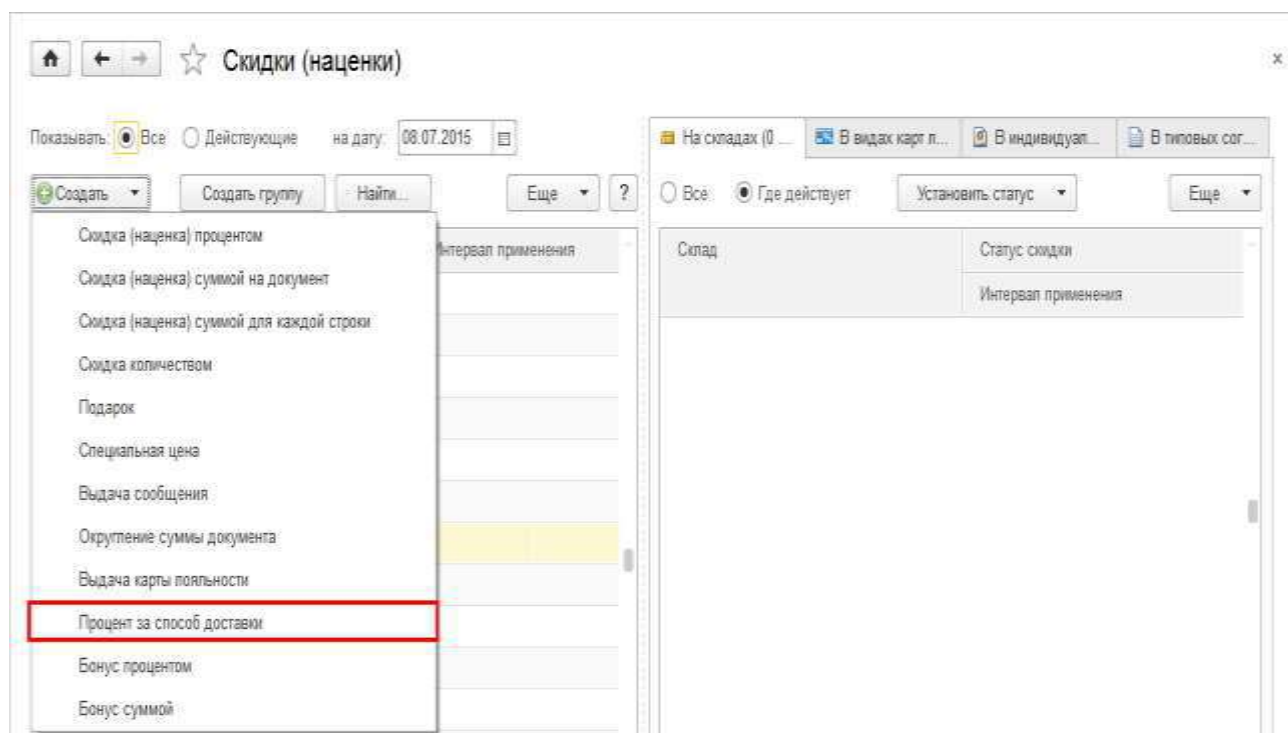 Скидки (наценки)
Показывать: Все Действующие на дату: 08.07.2015
На складах (0 ... В видах карт л... В индивидуал... В типовых сог...
Создать Создать группу Найти... Еще ?
Все Где действует Установить статус Еще
Скидка (наценка) процентом
Интервал применения
Склад Статус скидки
Интервал применения
Скидка (наценка) суммой на документ
Скидка (наценка) суммой для каждой строки
Скидка количеством
Подарок
Специальная цена
Выдача сообщения
Округление суммы документа
Выдача карты лояльности
Процент за способ доставки
Бонус процентом
Бонус суммой